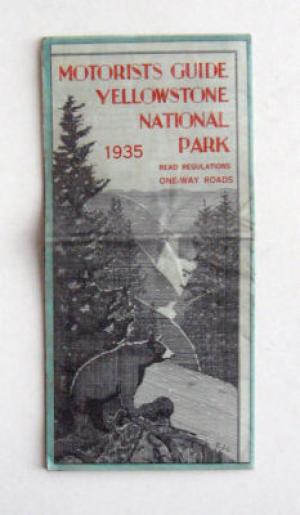 MOTORISTS GUIDE
YELLOWSTONE
NATIONAL
PARK
1935
READ REGULATIONS
ONE-WAY ROADS